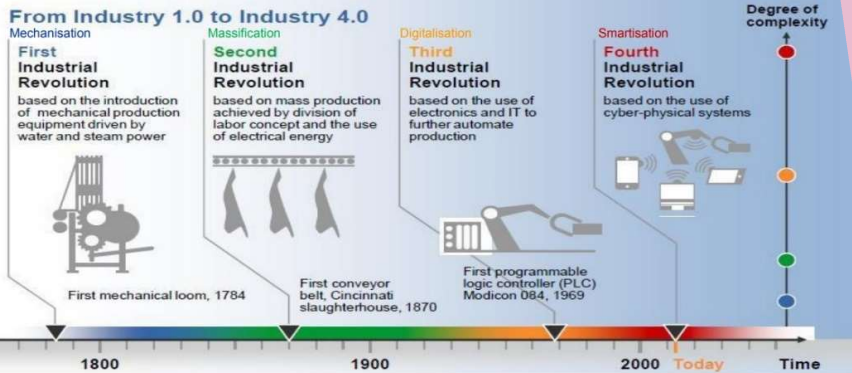 From Industry 1.0 to Industry 4.0
Degree of
complexity
Mechanisation
First
Industrial
Revolution
based on the introduction
of mechanical production
equipment driven by
water and steam power
First mechanical loom, 1784
Massification
Second
Industrial
Revolution
based on mass production
achieved by division of
labor concept and the use
of electrical energy
First conveyor
belt, Cincinnati
slaughterhouse, 1870
Digitalisation
Third
Industrial
Revolution
based on the use of
electronics and IT to
further automate
production
First programmable
logic controller (PLC)
Modicon 084, 1969
Smartisation
Fourth
Industrial
Revolution
based on the use of
cyber-physical systems
1800
1900
2000
Today
Time